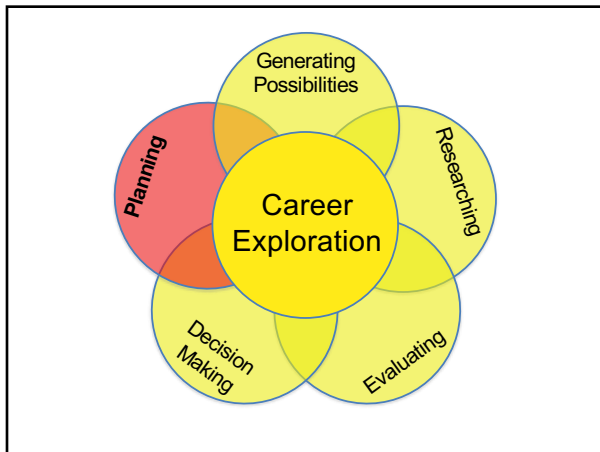 Generating
Possibilities
Researching
Evaluating
Decision
Making
Planning
Career
Exploration